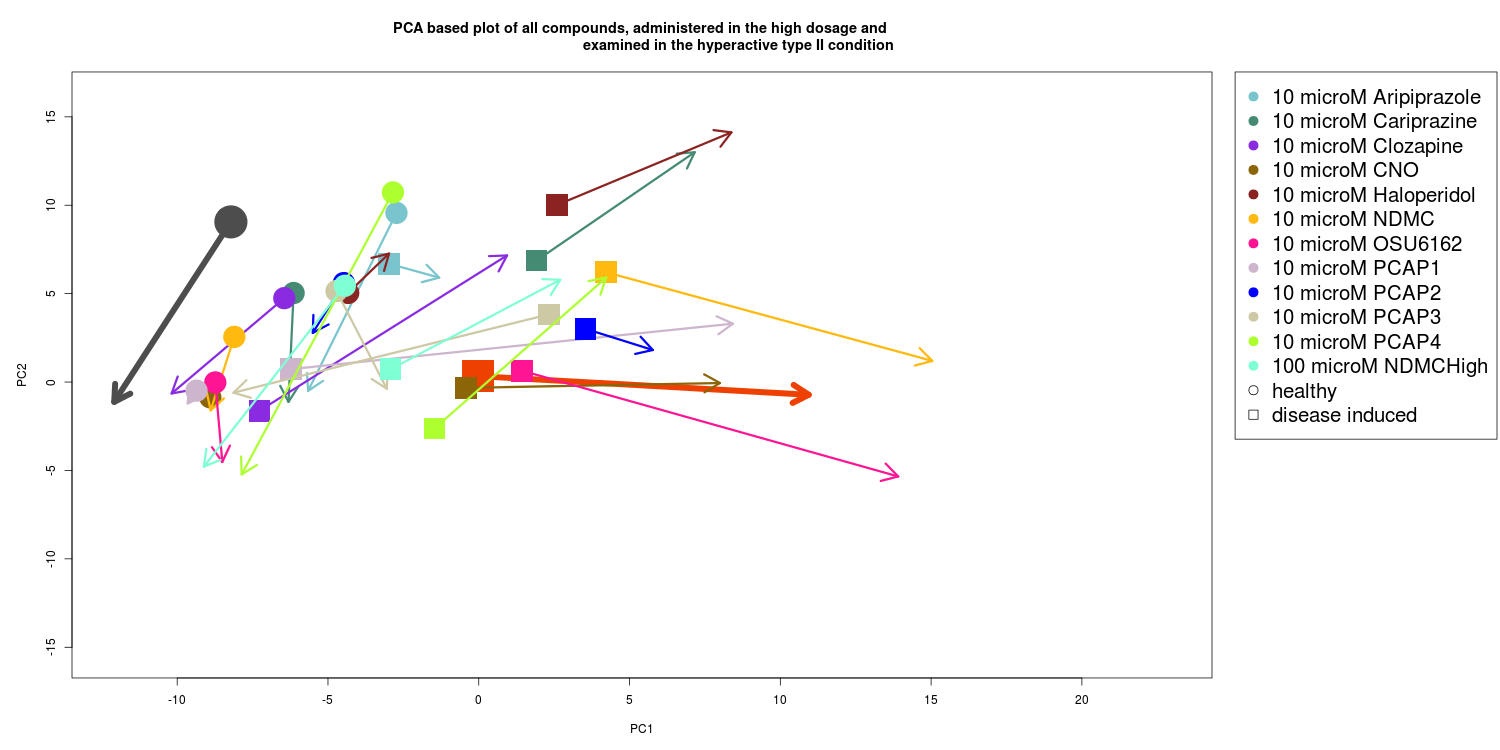 PCA based plot of all compounds, administered in the high dosage and
examined in the hyperactive type II condition
15
10
5
0
-5
-10
-15
PC2
-10
-5
0
5
10
15
20
PC1
10 microM Aripiprazole
10 microM Cariprazine
10 microM Clozapine
10 microM CNO
10 microM Haloperidol
10 microM NDMC
10 microM OSU6162
10 microM PCAP1
10 microM PCAP2
10 microM PCAP3
10 microM PCAP4
100 microM NDMCHigh
healthy
disease induced